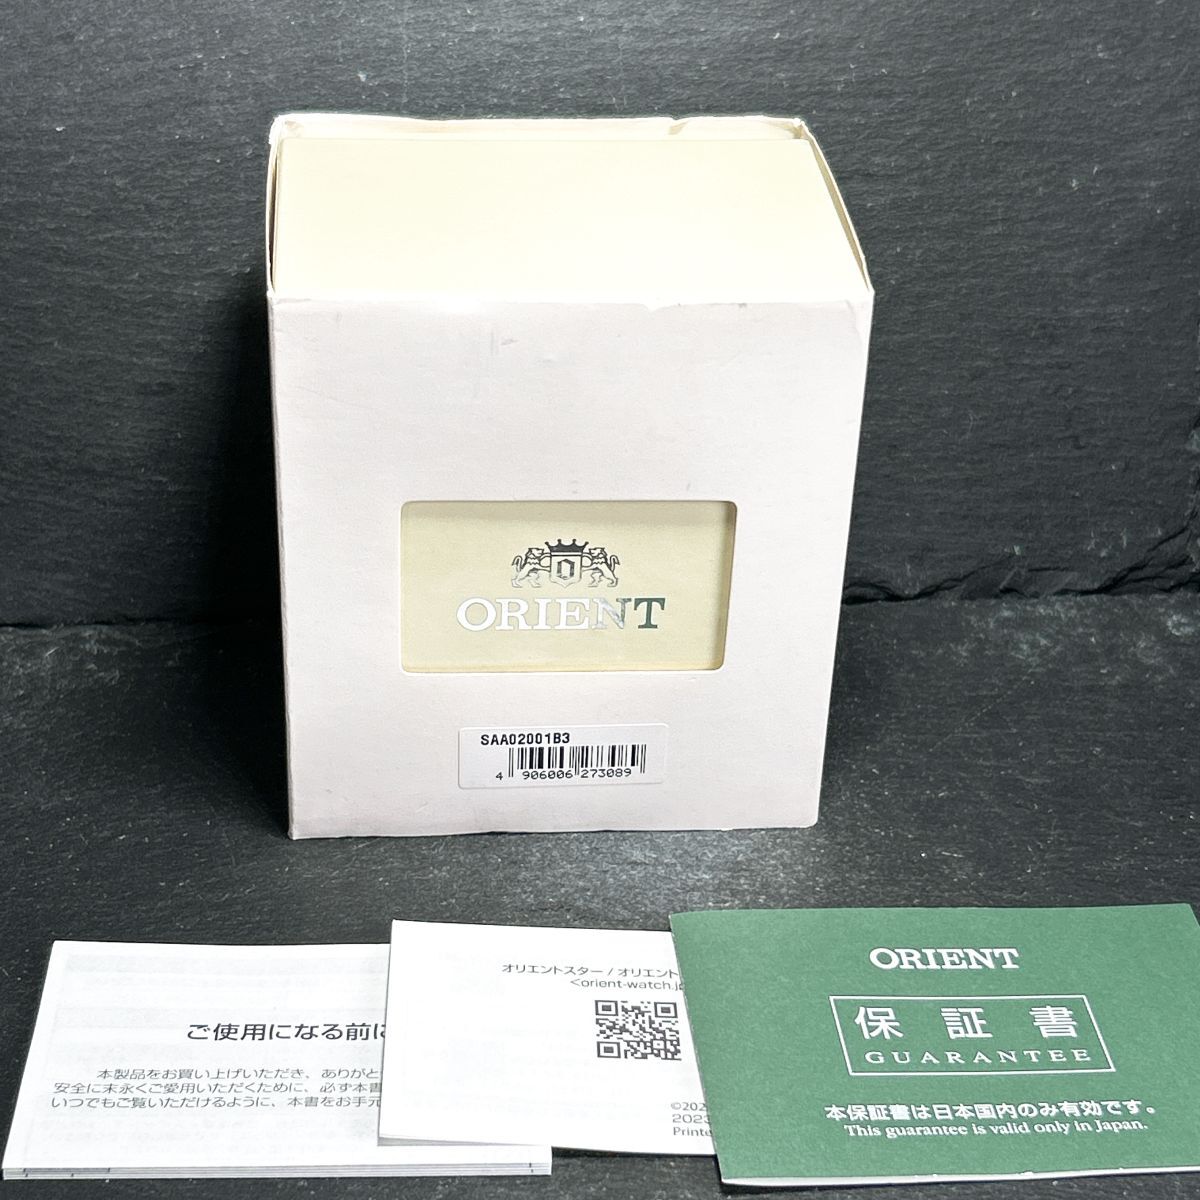 ORIENT
SAA02001B3
4 906006 273089
ご使用になる前に
本製品をお買い上げいただき、ありがと
安全に末永くご愛用いただくために、必ず本書
いつでもご覧いただけるように、本書をお手元
オリエントスター / オリエント
<orient-watch.jp
©202
2023
Printe
ORIENT
保証書
GUARANTEE
本保証書は日本国内のみ有効です。
This guarantee is valid only in Japan.